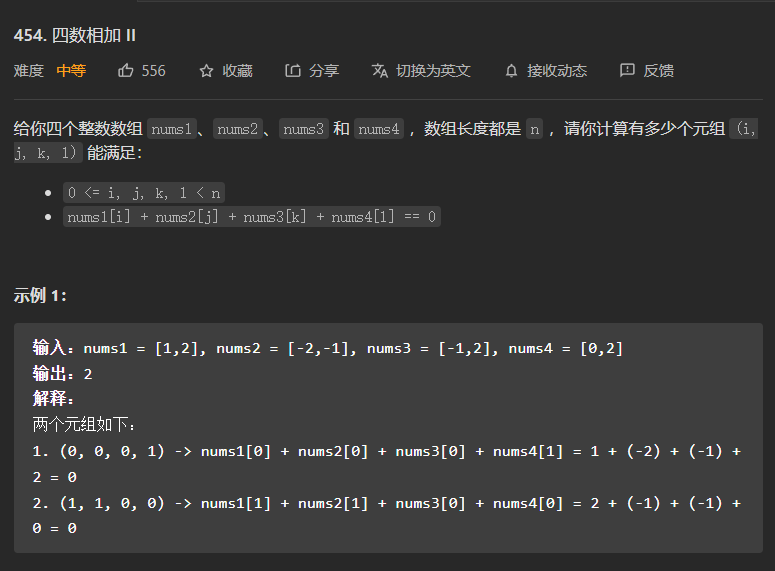 454. 四数相加 II
难度 中等 556 收藏 分享 切换为英文 接收动态 反馈
给你四个整数数组 nums1、nums2、nums3 和 nums4 ，数组长度都是 n ，请你计算有多少个元组 (i,
j, k, l) 能满足：
0 <= i, j, k, l < n
nums1[i] + nums2[j] + nums3[k] + nums4[l] == 0
示例 1：
输入：nums1 = [1,2], nums2 = [-2,-1], nums3 = [-1,2], nums4 = [0,2]
输出：2
解释：
两个元组如下：
1. (0, 0, 0, 1) -> nums1[0] + nums2[0] + nums3[0] + nums4[1] = 1 + (-2) + (-1) +
2 = 0
2. (1, 1, 0, 0) -> nums1[1] + nums2[1] + nums3[0] + nums4[0] = 2 + (-1) + (-1) +
0 = 0